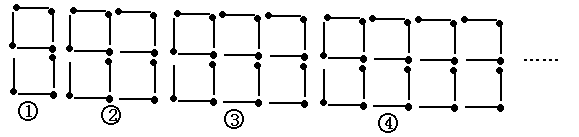 ① ② ③ ④ ……